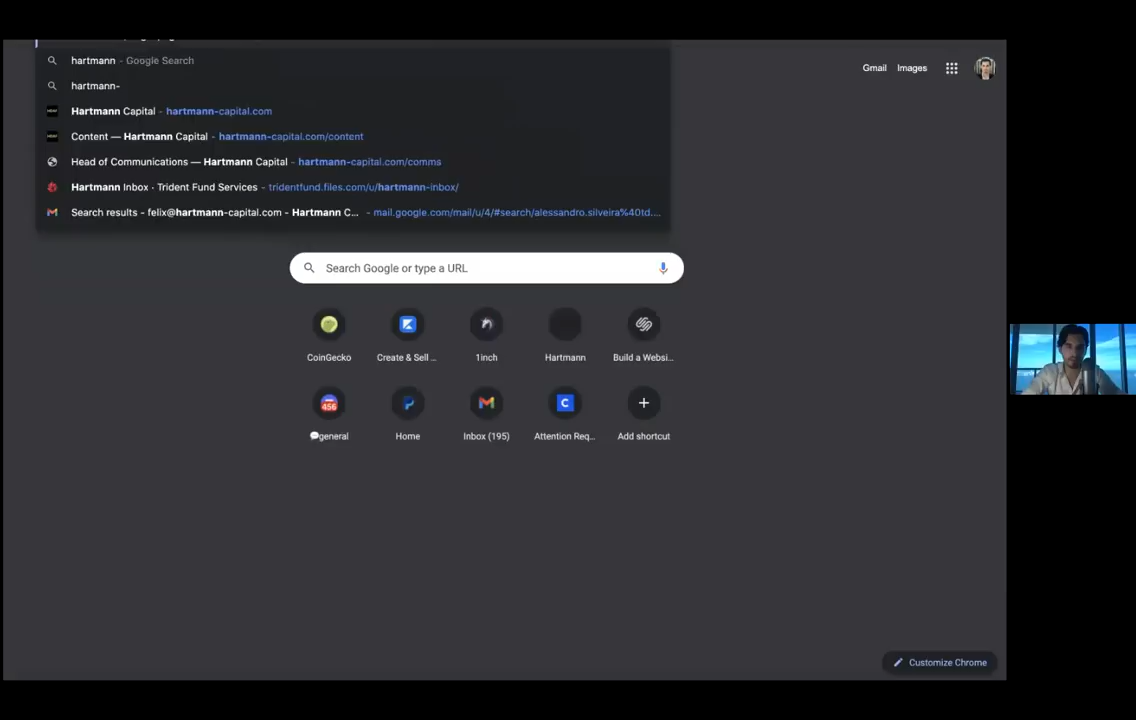 hartmann - Google Search
hartmann-
Hartmann Capital - hartmann-capital.com
Content — Hartmann Capital - hartmann-capital.com/content
Head of Communications — Hartmann Capital - hartmann-capital.com/comms
Hartmann Inbox · Trident Fund Services - tridentfund.files.com/u/hartmann-inbox/
Search results - felix@hartmann-capital.com - Hartmann C... - mail.google.com/mail/u/4/#search/alessandro.silveira%40td....
Gmail Images
Search Google or type a URL
CoinGecko Create & Sell ... 1inch Hartmann Build a Websi...
456
C
general Home Inbox (195) Attention Req... Add shortcut
Customize Chrome